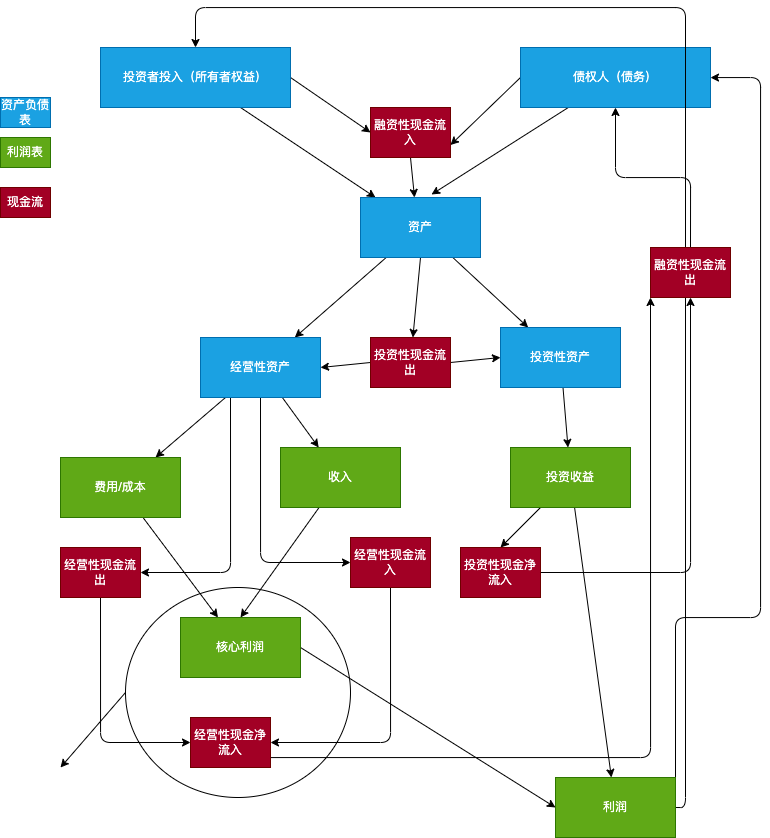 投资者投入（所有者权益）
债权人（债务）
资产负债
表
融资性现金流
入
利润表
现金流
资产
融资性现金流
出
经营性资产
投资性现金流
出
投资性资产
费用/成本
收入
投资收益
经营性现金流
出
经营性现金流
入
投资性现金净
流入
核心利润
经营性现金净
流入
利润